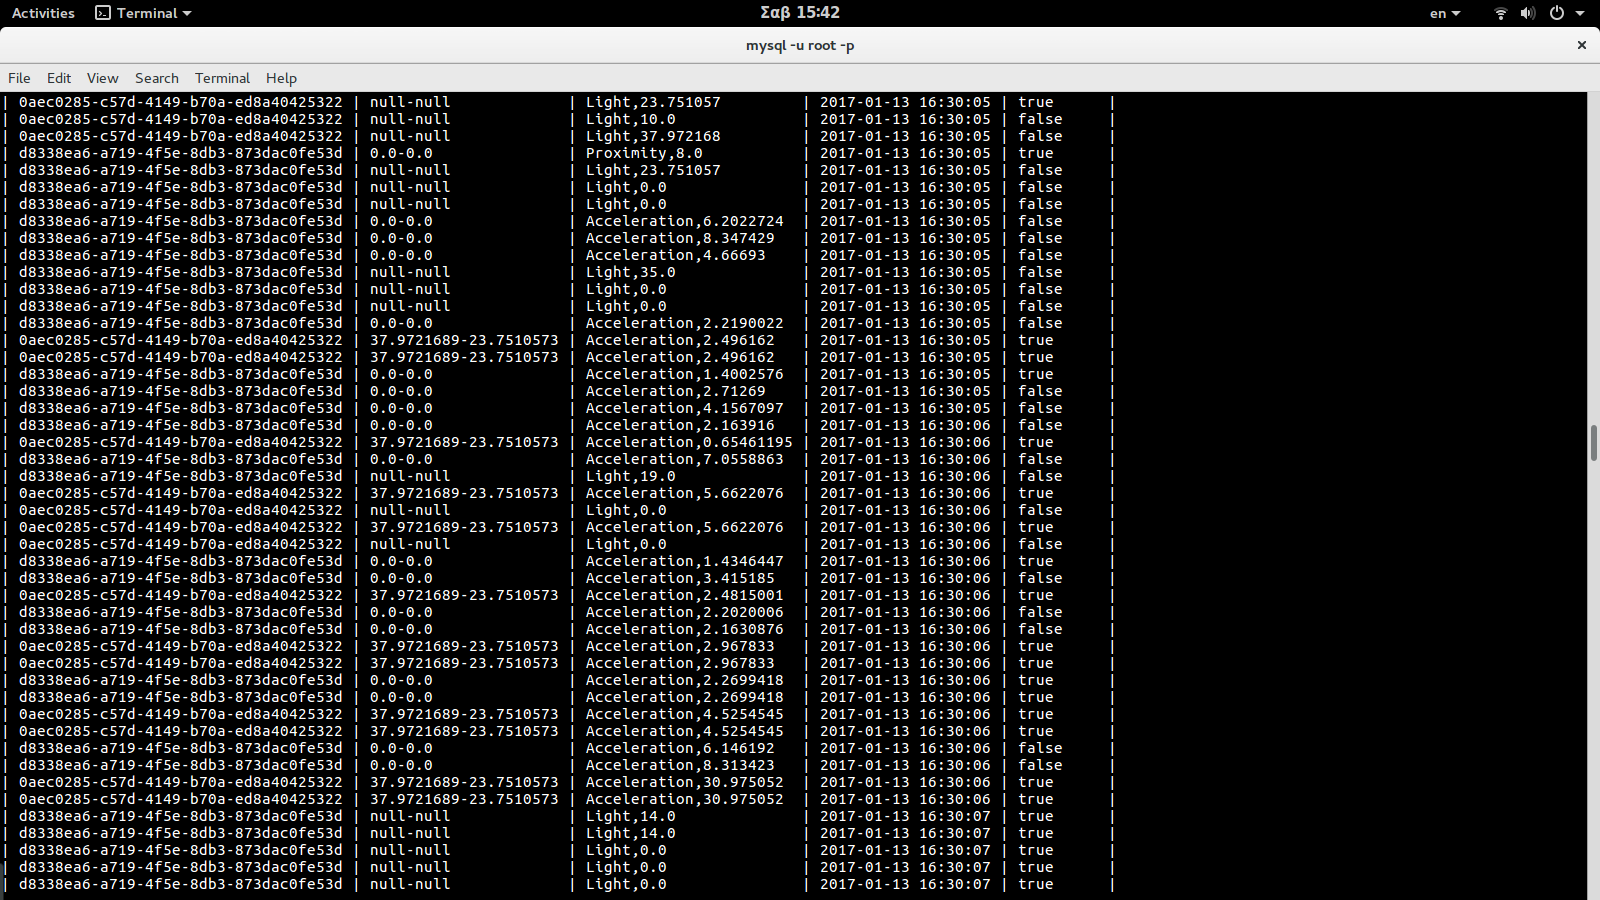 Activities Terminal Σαβ 15:42 en
mysql -u root -p
File Edit View Search Terminal Help
| 0aec0285-c57d-4149-b70a-ed8a40425322 | null-null | Light,23.751057 | 2017-01-13 16:30:05 | true |
| 0aec0285-c57d-4149-b70a-ed8a40425322 | null-null | Light,10.0 | 2017-01-13 16:30:05 | false |
| 0aec0285-c57d-4149-b70a-ed8a40425322 | null-null | Light,37.972168 | 2017-01-13 16:30:05 | false |
| d8338ea6-a719-4f5e-8db3-873dac0fe53d | 0.0-0.0 | Proximity,8.0 | 2017-01-13 16:30:05 | true |
| d8338ea6-a719-4f5e-8db3-873dac0fe53d | null-null | Light,23.751057 | 2017-01-13 16:30:05 | false |
| d8338ea6-a719-4f5e-8db3-873dac0fe53d | null-null | Light,0.0 | 2017-01-13 16:30:05 | false |
| d8338ea6-a719-4f5e-8db3-873dac0fe53d | null-null | Light,0.0 | 2017-01-13 16:30:05 | false |
| d8338ea6-a719-4f5e-8db3-873dac0fe53d | 0.0-0.0 | Acceleration,6.2022724 | 2017-01-13 16:30:05 | false |
| d8338ea6-a719-4f5e-8db3-873dac0fe53d | 0.0-0.0 | Acceleration,8.347429 | 2017-01-13 16:30:05 | false |
| d8338ea6-a719-4f5e-8db3-873dac0fe53d | 0.0-0.0 | Acceleration,4.66693 | 2017-01-13 16:30:05 | false |
| d8338ea6-a719-4f5e-8db3-873dac0fe53d | null-null | Light,35.0 | 2017-01-13 16:30:05 | false |
| d8338ea6-a719-4f5e-8db3-873dac0fe53d | null-null | Light,0.0 | 2017-01-13 16:30:05 | false |
| d8338ea6-a719-4f5e-8db3-873dac0fe53d | null-null | Light,0.0 | 2017-01-13 16:30:05 | false |
| d8338ea6-a719-4f5e-8db3-873dac0fe53d | 0.0-0.0 | Acceleration,2.2190022 | 2017-01-13 16:30:05 | false |
| 0aec0285-c57d-4149-b70a-ed8a40425322 | 37.9721689-23.7510573 | Acceleration,2.496162 | 2017-01-13 16:30:05 | true |
| 0aec0285-c57d-4149-b70a-ed8a40425322 | 37.9721689-23.7510573 | Acceleration,2.496162 | 2017-01-13 16:30:05 | true |
| d8338ea6-a719-4f5e-8db3-873dac0fe53d | 0.0-0.0 | Acceleration,1.4002576 | 2017-01-13 16:30:05 | true |
| d8338ea6-a719-4f5e-8db3-873dac0fe53d | 0.0-0.0 | Acceleration,2.71269 | 2017-01-13 16:30:05 | false |
| d8338ea6-a719-4f5e-8db3-873dac0fe53d | 0.0-0.0 | Acceleration,4.1567097 | 2017-01-13 16:30:05 | false |
| d8338ea6-a719-4f5e-8db3-873dac0fe53d | 0.0-0.0 | Acceleration,2.163916 | 2017-01-13 16:30:06 | false |
| 0aec0285-c57d-4149-b70a-ed8a40425322 | 37.9721689-23.7510573 | Acceleration,0.65461195 | 2017-01-13 16:30:06 | true |
| d8338ea6-a719-4f5e-8db3-873dac0fe53d | 0.0-0.0 | Acceleration,7.0558863 | 2017-01-13 16:30:06 | false |
| d8338ea6-a719-4f5e-8db3-873dac0fe53d | null-null | Light,19.0 | 2017-01-13 16:30:06 | false |
| 0aec0285-c57d-4149-b70a-ed8a40425322 | 37.9721689-23.7510573 | Acceleration,5.6622076 | 2017-01-13 16:30:06 | true |
| 0aec0285-c57d-4149-b70a-ed8a40425322 | null-null | Light,0.0 | 2017-01-13 16:30:06 | false |
| 0aec0285-c57d-4149-b70a-ed8a40425322 | 37.9721689-23.7510573 | Acceleration,5.6622076 | 2017-01-13 16:30:06 | true |
| 0aec0285-c57d-4149-b70a-ed8a40425322 | null-null | Light,0.0 | 2017-01-13 16:30:06 | false |
| d8338ea6-a719-4f5e-8db3-873dac0fe53d | 0.0-0.0 | Acceleration,1.4346447 | 2017-01-13 16:30:06 | true |
| d8338ea6-a719-4f5e-8db3-873dac0fe53d | 0.0-0.0 | Acceleration,3.415185 | 2017-01-13 16:30:06 | false |
| 0aec0285-c57d-4149-b70a-ed8a40425322 | 37.9721689-23.7510573 | Acceleration,2.4815001 | 2017-01-13 16:30:06 | true |
| d8338ea6-a719-4f5e-8db3-873dac0fe53d | 0.0-0.0 | Acceleration,2.2020006 | 2017-01-13 16:30:06 | false |
| d8338ea6-a719-4f5e-8db3-873dac0fe53d | 0.0-0.0 | Acceleration,2.1630876 | 2017-01-13 16:30:06 | false |
| 0aec0285-c57d-4149-b70a-ed8a40425322 | 37.9721689-23.7510573 | Acceleration,2.967833 | 2017-01-13 16:30:06 | true |
| 0aec0285-c57d-4149-b70a-ed8a40425322 | 37.9721689-23.7510573 | Acceleration,2.967833 | 2017-01-13 16:30:06 | true |
| d8338ea6-a719-4f5e-8db3-873dac0fe53d | 0.0-0.0 | Acceleration,2.2699418 | 2017-01-13 16:30:06 | true |
| d8338ea6-a719-4f5e-8db3-873dac0fe53d | 0.0-0.0 | Acceleration,2.2699418 | 2017-01-13 16:30:06 | true |
| 0aec0285-c57d-4149-b70a-ed8a40425322 | 37.9721689-23.7510573 | Acceleration,4.5254545 | 2017-01-13 16:30:06 | true |
| 0aec0285-c57d-4149-b70a-ed8a40425322 | 37.9721689-23.7510573 | Acceleration,4.5254545 | 2017-01-13 16:30:06 | true |
| d8338ea6-a719-4f5e-8db3-873dac0fe53d | 0.0-0.0 | Acceleration,6.146192 | 2017-01-13 16:30:06 | false |
| d8338ea6-a719-4f5e-8db3-873dac0fe53d | 0.0-0.0 | Acceleration,8.313423 | 2017-01-13 16:30:06 | false |
| 0aec0285-c57d-4149-b70a-ed8a40425322 | 37.9721689-23.7510573 | Acceleration,30.975052 | 2017-01-13 16:30:06 | true |
| 0aec0285-c57d-4149-b70a-ed8a40425322 | 37.9721689-23.7510573 | Acceleration,30.975052 | 2017-01-13 16:30:06 | true |
| d8338ea6-a719-4f5e-8db3-873dac0fe53d | null-null | Light,14.0 | 2017-01-13 16:30:07 | true |
| d8338ea6-a719-4f5e-8db3-873dac0fe53d | null-null | Light,14.0 | 2017-01-13 16:30:07 | true |
| d8338ea6-a719-4f5e-8db3-873dac0fe53d | null-null | Light,0.0 | 2017-01-13 16:30:07 | true |
| d8338ea6-a719-4f5e-8db3-873dac0fe53d | null-null | Light,0.0 | 2017-01-13 16:30:07 | true |
| d8338ea6-a719-4f5e-8db3-873dac0fe53d | null-null | Light,0.0 | 2017-01-13 16:30:07 | true |